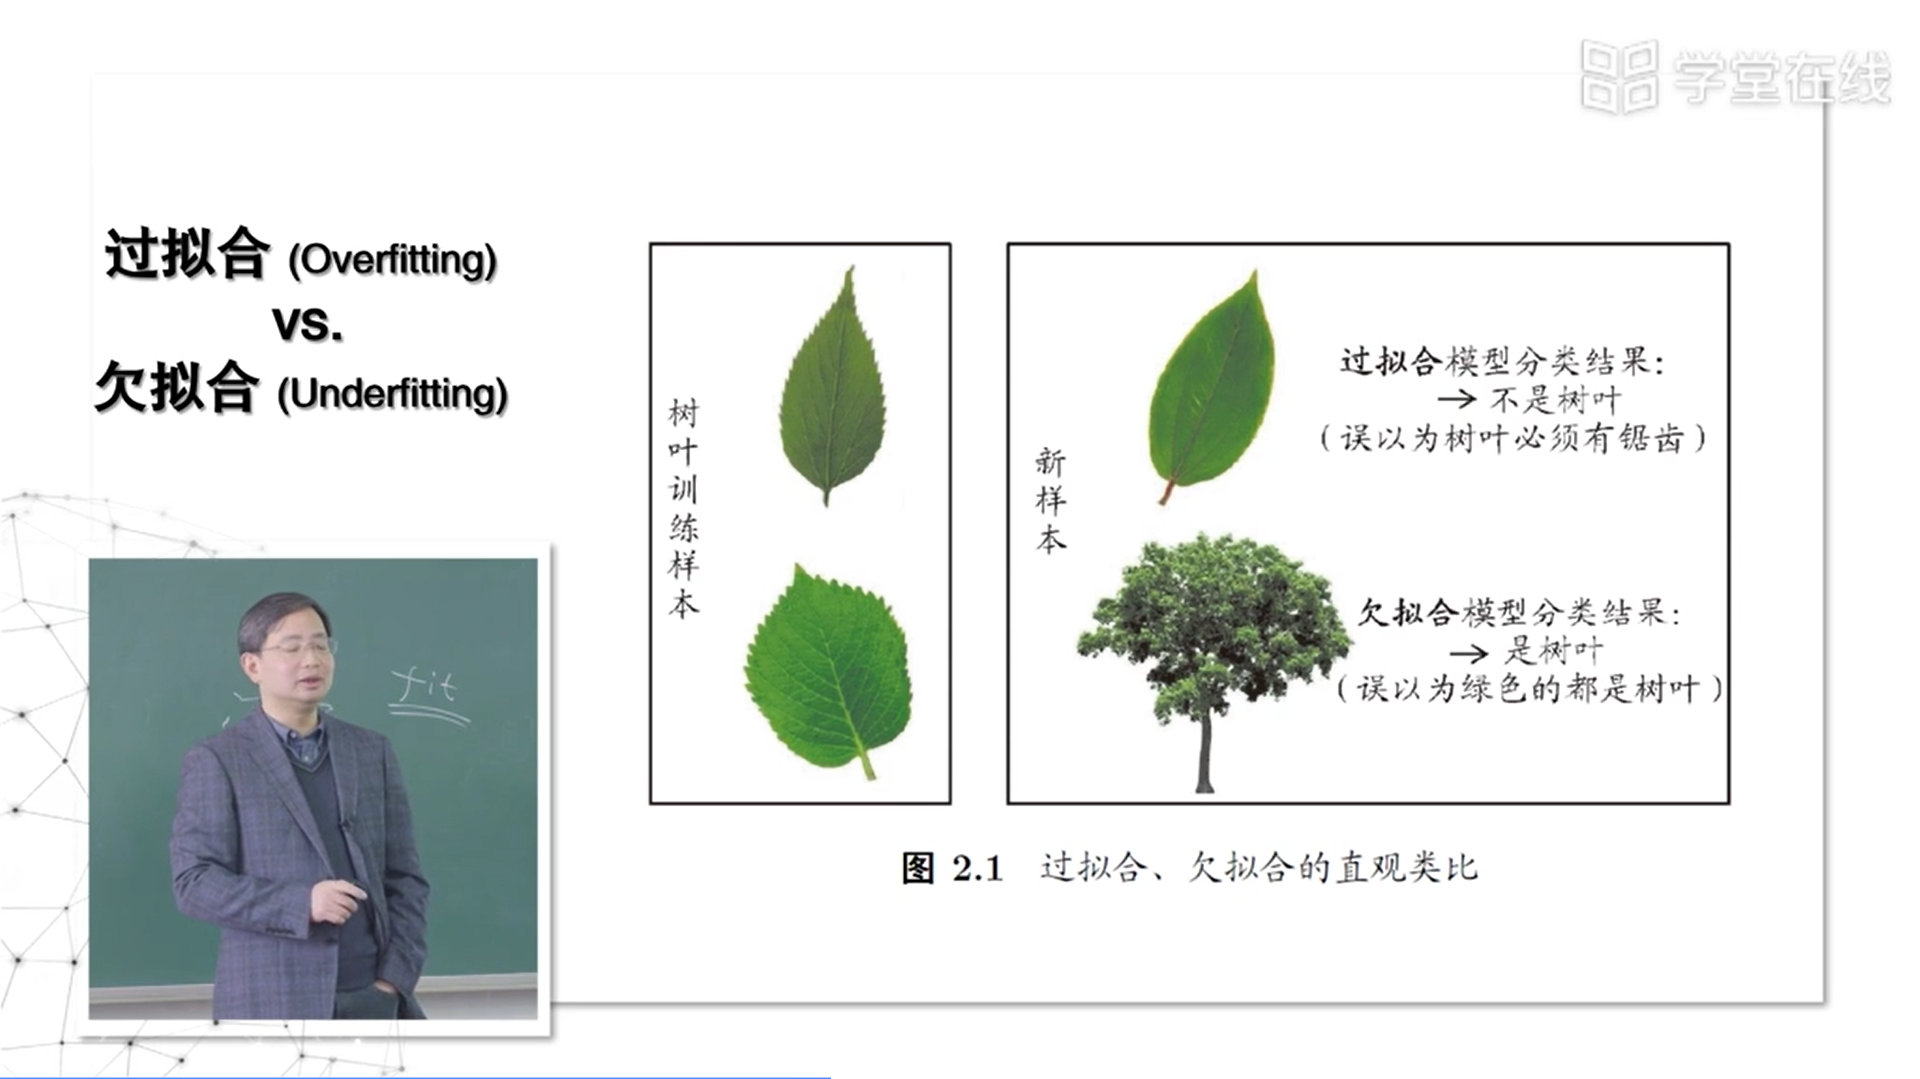 学堂在线
过拟合 (Overfitting)
vs.
欠拟合 (Underfitting)
fit
树叶训练样本
新样本
过拟合模型分类结果:
→ 不是树叶
(误以为树叶必须有锯齿)
欠拟合模型分类结果:
→ 是树叶
(误以为绿色的都是树叶)
图 2.1 过拟合、欠拟合的直观类比